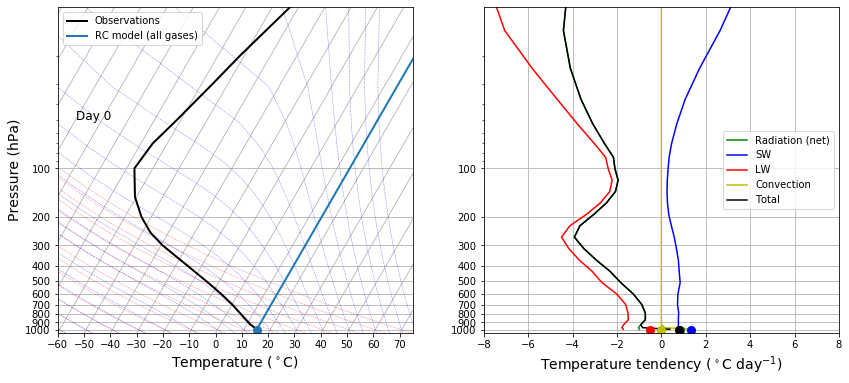 Observations
RC model (all gases)
Day 0
Pressure (hPa)
100
200
300
400
500
600
700
800
900
1000
−60 −50 −40 −30 −20 −10 0 10 20 30 40 50 60 70
Temperature (°C)
Radiation (net)
SW
LW
Convection
Total
100
200
300
400
500
600
700
800
900
1000
−8 −6 −4 −2 0 2 4 6 8
Temperature tendency (°C day⁻¹)